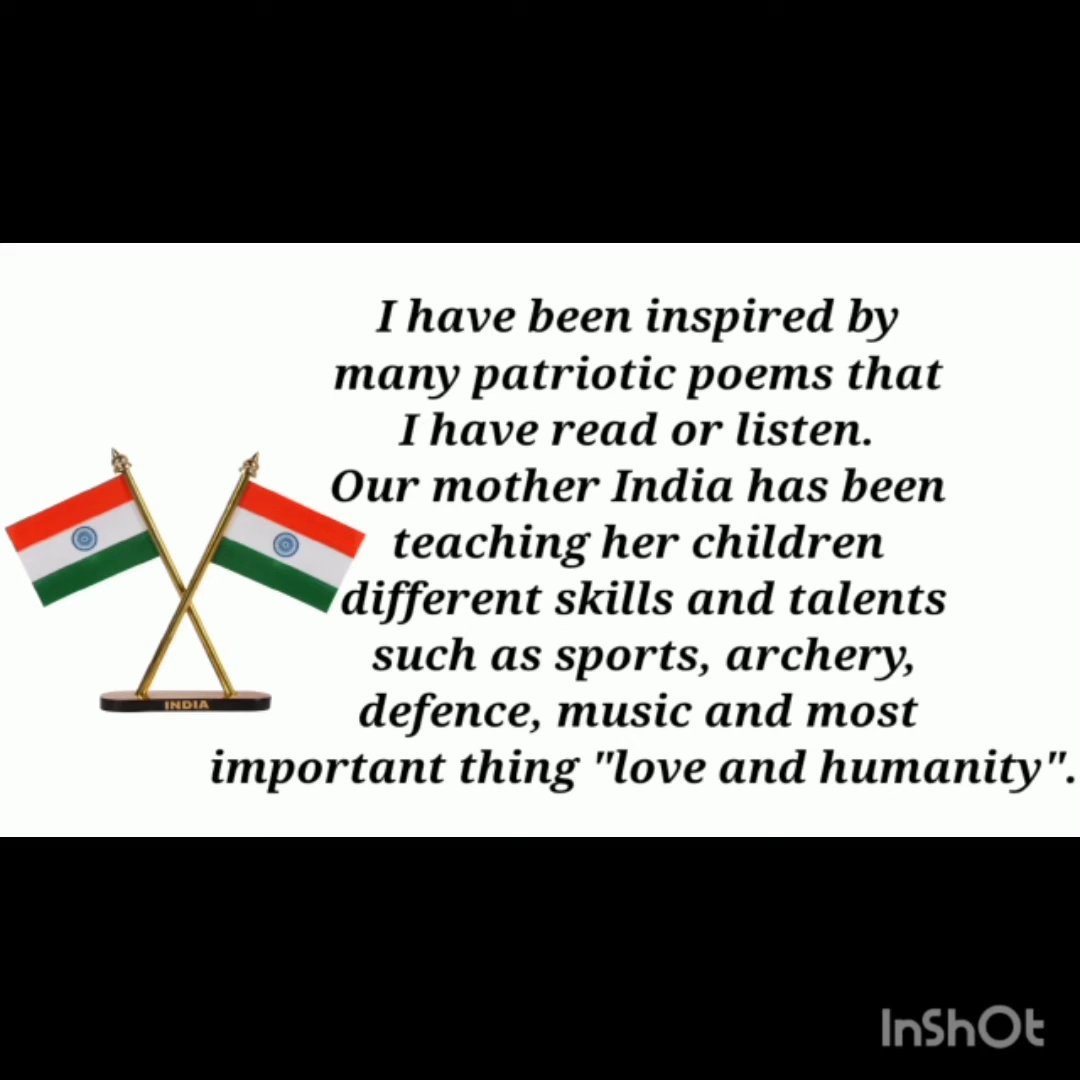 I have been inspired by
many patriotic poems that
I have read or listen.
Our mother India has been
teaching her children
different skills and talents
such as sports, archery,
defence, music and most
important thing "love and humanity".
INDIA
InShOt